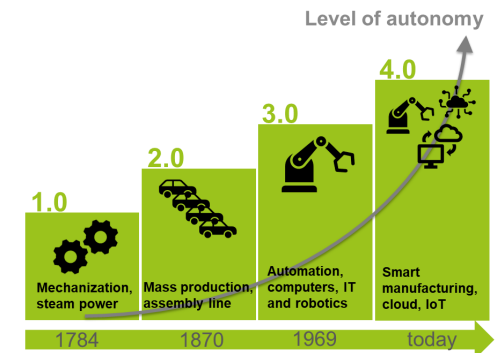 Level of autonomy
4.0
3.0
2.0
1.0
Mechanization,
steam power
Mass production,
assembly line
Automation,
computers, IT
and robotics
Smart
manufacturing,
cloud, IoT
1784
1870
1969
today